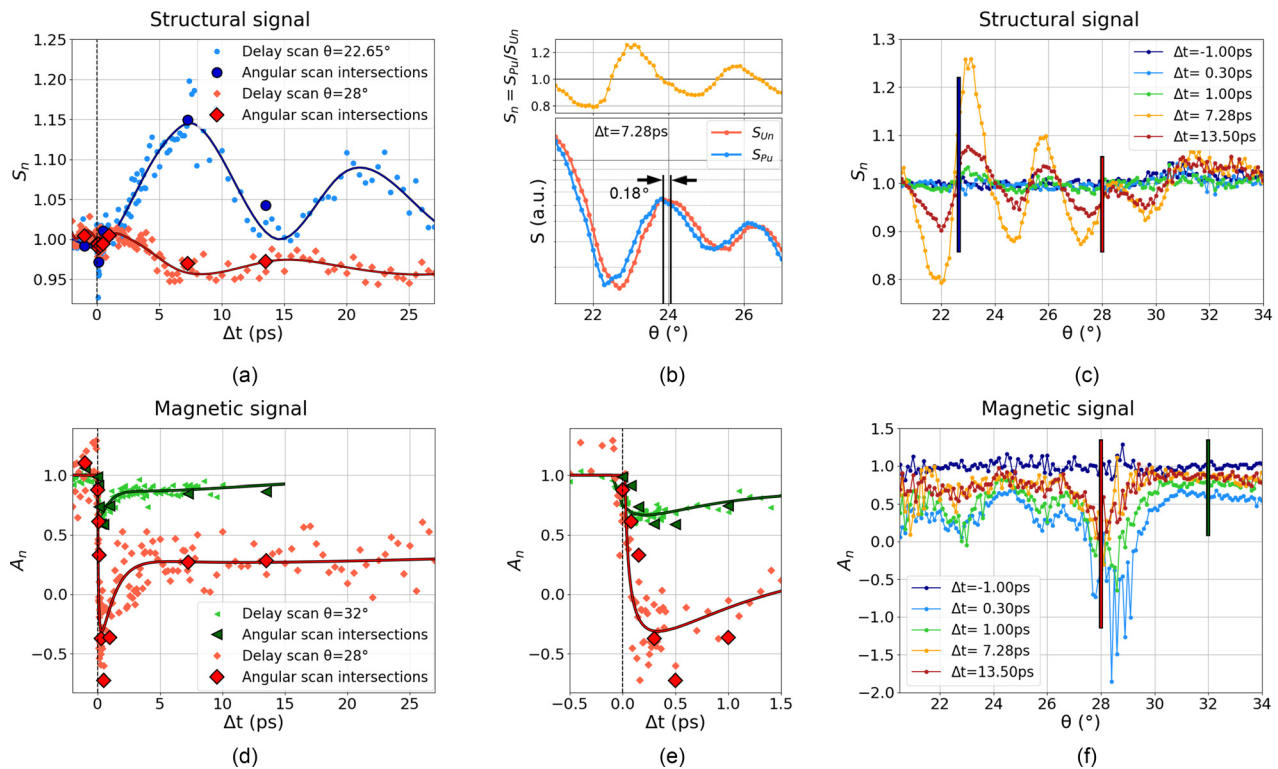 Structural signal
1.25
1.20
1.15
1.10
1.05
1.00
0.95
S_n
Delay scan θ=22.65°
Angular scan intersections
Delay scan θ=28°
Angular scan intersections
0 5 10 15 20 25
Δt (ps)
(a)
S_n = S_Pu/S_Un
1.2
1.0
0.8
Δt=7.28ps
S_Un
S_Pu
0.18°
S (a.u.)
22 24 26
θ (°)
(b)
Structural signal
1.3
1.2
1.1
1.0
0.9
0.8
S_n
Δt=-1.00ps
Δt= 0.30ps
Δt= 1.00ps
Δt= 7.28ps
Δt=13.50ps
22 24 26 28 30 32 34
θ (°)
(c)
Magnetic signal
1.0
0.5
0.0
−0.5
A_n
Delay scan θ=32°
Angular scan intersections
Delay scan θ=28°
Angular scan intersections
0 5 10 15 20 25
Δt (ps)
(d)
1.0
0.5
0.0
−0.5
A_n
−0.5 0.0 0.5 1.0 1.5
Δt (ps)
(e)
Magnetic signal
1.5
1.0
0.5
0.0
−0.5
−1.0
−1.5
−2.0
A_n
Δt=-1.00ps
Δt= 0.30ps
Δt= 1.00ps
Δt= 7.28ps
Δt=13.50ps
22 24 26 28 30 32 34
θ (°)
(f)